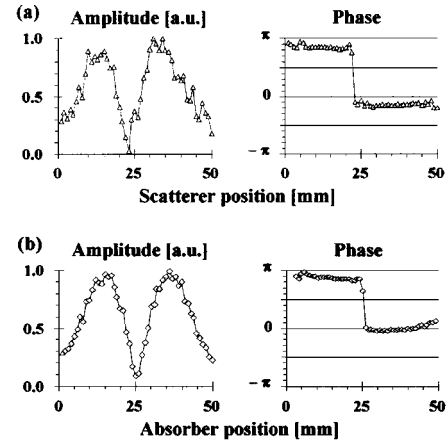 (a)
Amplitude [a.u.] Phase
1.0 π
0.5 0
0.0 -π
0 25 50 0 25 50
Scatterer position [mm]
(b)
Amplitude [a.u.] Phase
1.0 π
0.5 0
0.0 -π
0 25 50 0 25 50
Absorber position [mm]